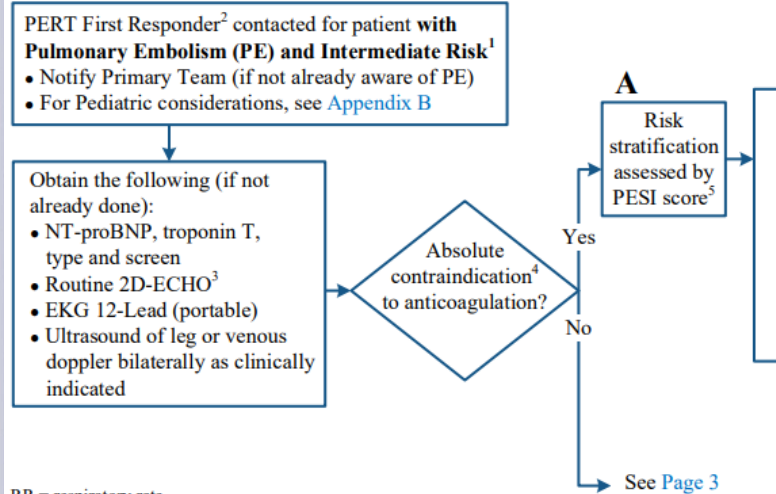 PERT First Responder² contacted for patient with
Pulmonary Embolism (PE) and Intermediate Risk¹
• Notify Primary Team (if not already aware of PE)
• For Pediatric considerations, see Appendix B
Obtain the following (if not
already done):
• NT-proBNP, troponin T,
type and screen
• Routine 2D-ECHO³
• EKG 12-Lead (portable)
• Ultrasound of leg or venous
doppler bilaterally as clinically
indicated
Absolute
contraindication⁴
to anticoagulation?
Yes
No
A
Risk
stratification
assessed by
PESI score⁵
See Page 3